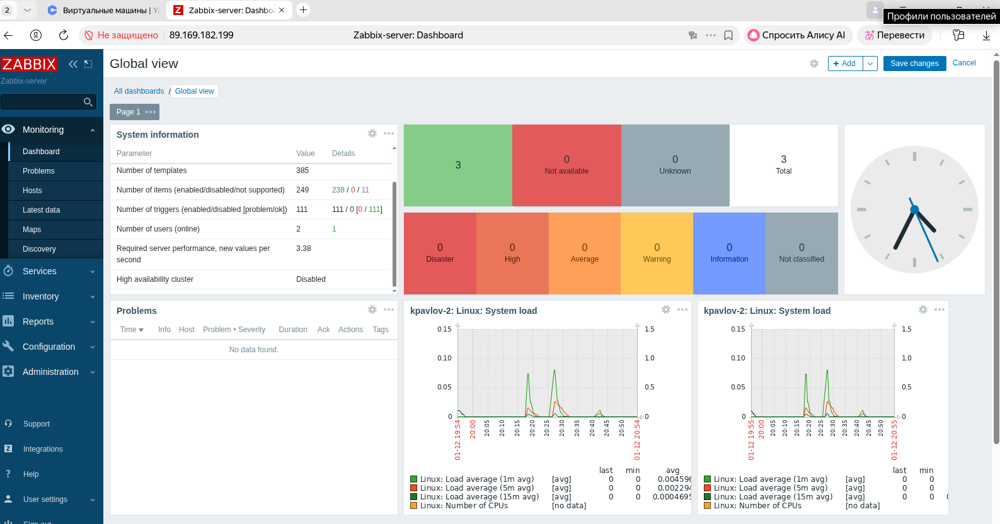 2
Виртуальные машины | Ya
Zabbix-server: Dashboa
Профили пользователей
Я
Не защищено
89.169.182.199
Zabbix-server: Dashboard
Спросить Алису AI
Перевести
ZABBIX
Zabbix-server
Monitoring
Dashboard
Problems
Hosts
Latest data
Maps
Discovery
Services
Inventory
Reports
Configuration
Administration
Support
Integrations
Help
User settings
Sign out
Global view
Add
Save changes
Cancel
All dashboards / Global view
Page 1
System information
Parameter Value Details
Number of templates 385
Number of items (enabled/disabled/not supported) 249 238 / 0 / 11
Number of triggers (enabled/disabled [problem/ok]) 111 111 / 0 [0 / 111]
Number of users (online) 2 1
Required server performance, new values per
second 3.38
High availability cluster Disabled
3
0
Not available
0
Unknown
3
Total
0
Disaster
0
High
0
Average
0
Warning
0
Information
0
Not classified
Problems
Time Info Host Problem • Severity Duration Ack Actions Tags
No data found.
kpavlov-2: Linux: System load
0.15 1.5
0.10 1.0
0.05 0.5
0 0
01-12 19:54 20:00 20:05 20:10 20:15 20:20 20:25 20:30 20:35 20:40 20:45 20:50 01-12 20:54
last min avg
Linux: Load average (1m avg) [avg] 0 0 0.004596
Linux: Load average (5m avg) [avg] 0 0 0.002294
Linux: Load average (15m avg) [avg] 0 0 0.0004695
Linux: Number of CPUs [no data]
kpavlov-2: Linux: System load
0.15 1.5
0.10 1.0
0.05 0.5
0 0
01-12 19:55 20:00 20:05 20:10 20:15 20:20 20:25 20:30 20:35 20:40 20:45 20:50 01-12 20:55
last min
Linux: Load average (1m avg) [avg] 0 0
Linux: Load average (5m avg) [avg] 0 0
Linux: Load average (15m avg) [avg] 0 0
Linux: Number of CPUs [no data]